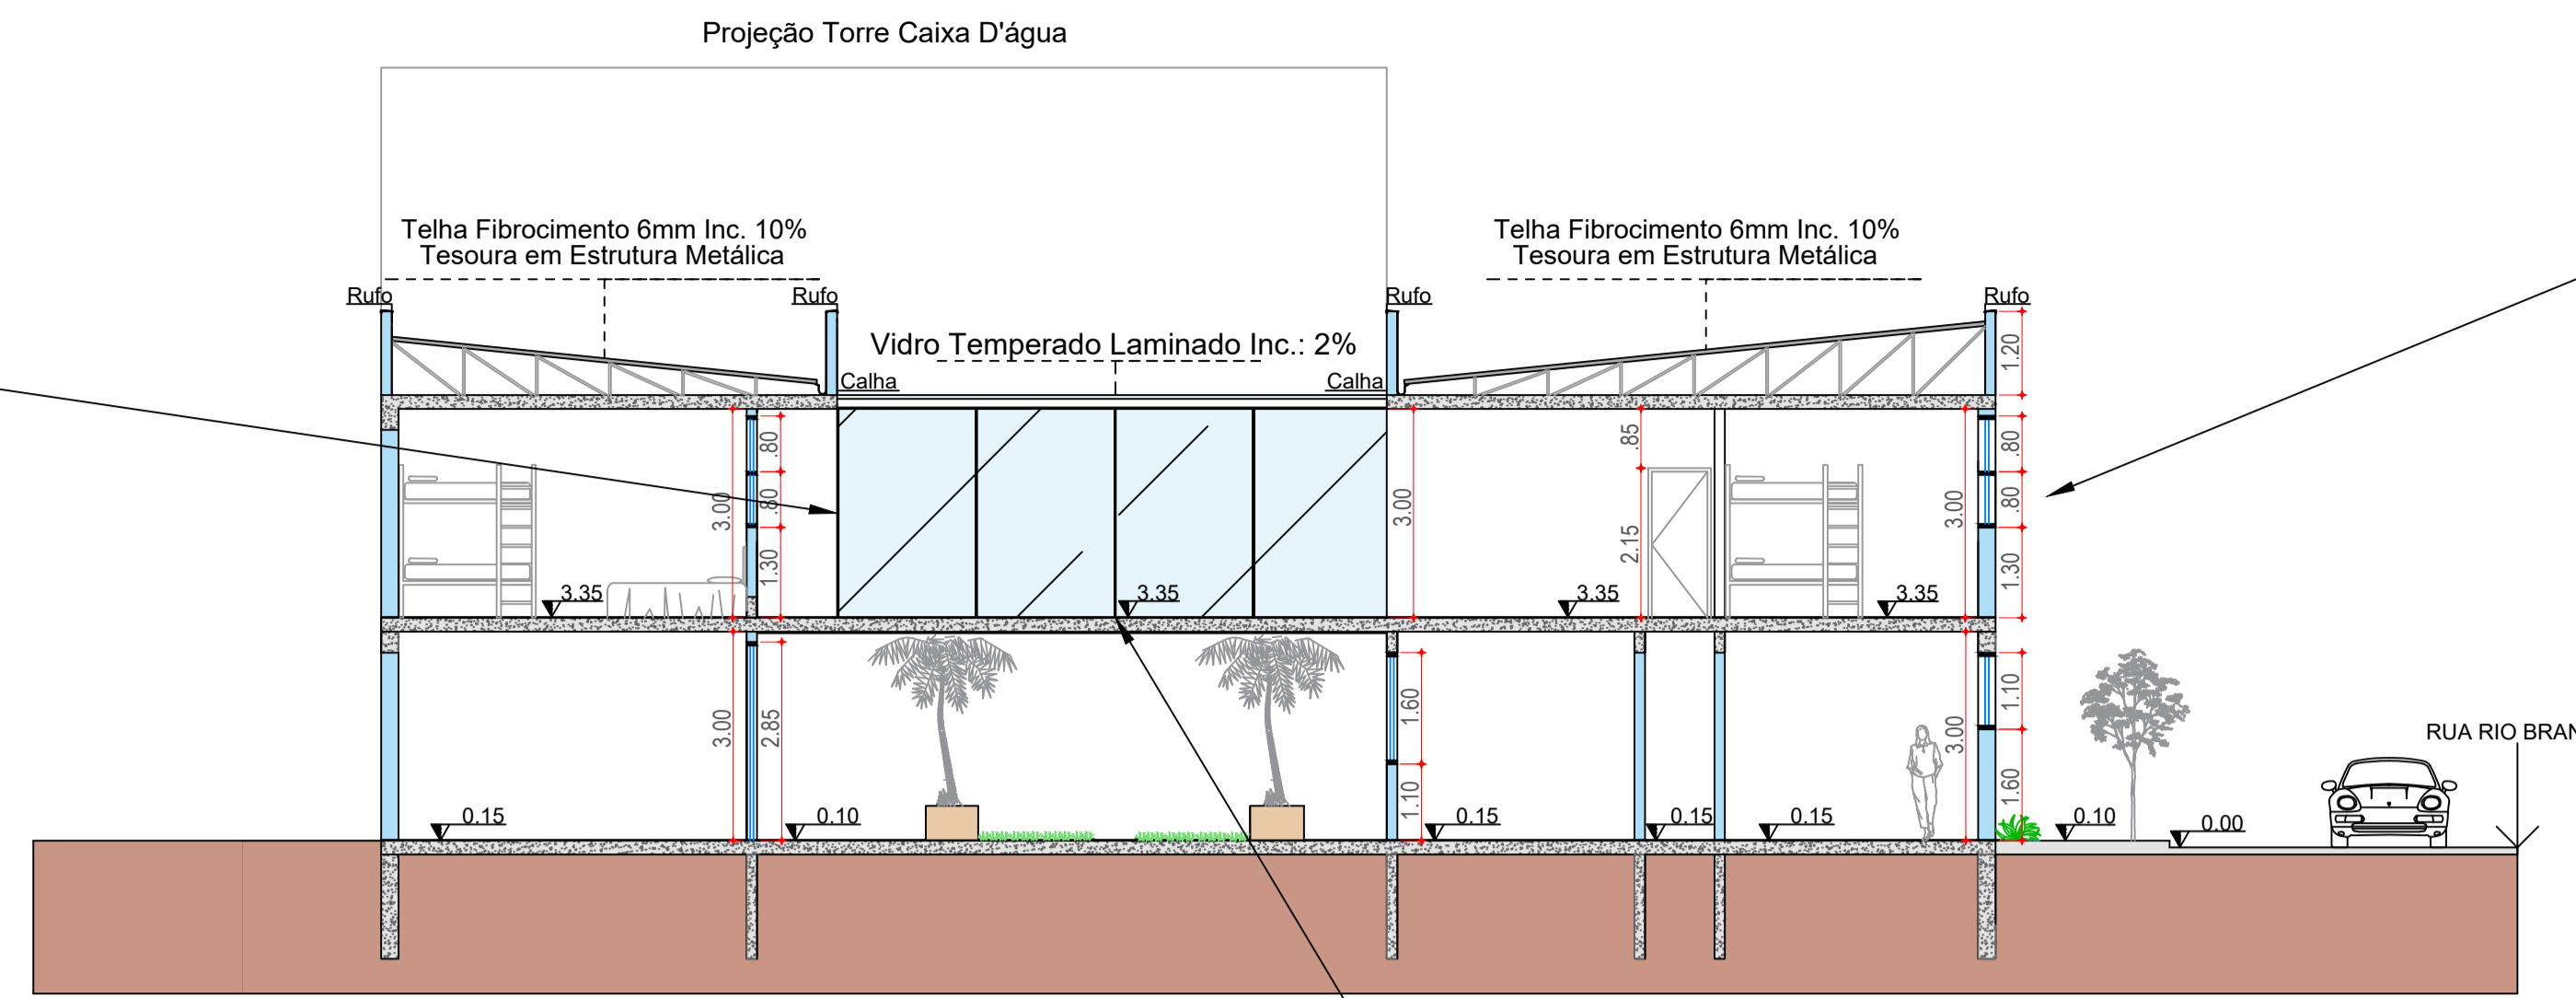 Projeção Torre Caixa D'água
Telha Fibrocimento 6mm Inc. 10%
Tesoura em Estrutura Metálica
Telha Fibrocimento 6mm Inc. 10%
Tesoura em Estrutura Metálica
Rufo
Rufo
Rufo
Rufo
Vidro Temperado Laminado Inc.: 2%
Calha
Calha
1.20
3.00
.80
.80
1.30
3.00
.85
2.15
3.00
.80
.80
1.30
3.35
3.35
3.35
3.35
3.00
2.85
1.60
1.10
3.00
1.10
1.60
RUA RIO BRAN
0.15
0.10
0.15
0.15
0.15
0.10
0.00